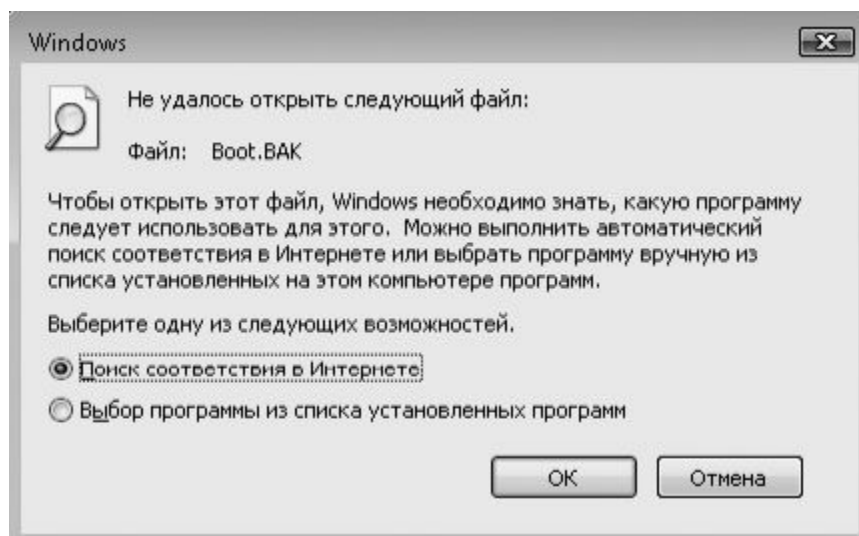 Windows
Не удалось открыть следующий файл:
Файл: Boot.BAK
Чтобы открыть этот файл, Windows необходимо знать, какую программу
следует использовать для этого. Можно выполнить автоматический
поиск соответствия в Интернете или выбрать программу вручную из
списка установленных на этом компьютере программ.
Выберите одну из следующих возможностей.
Поиск соответствия в Интернете
Выбор программы из списка установленных программ
ОК Отмена